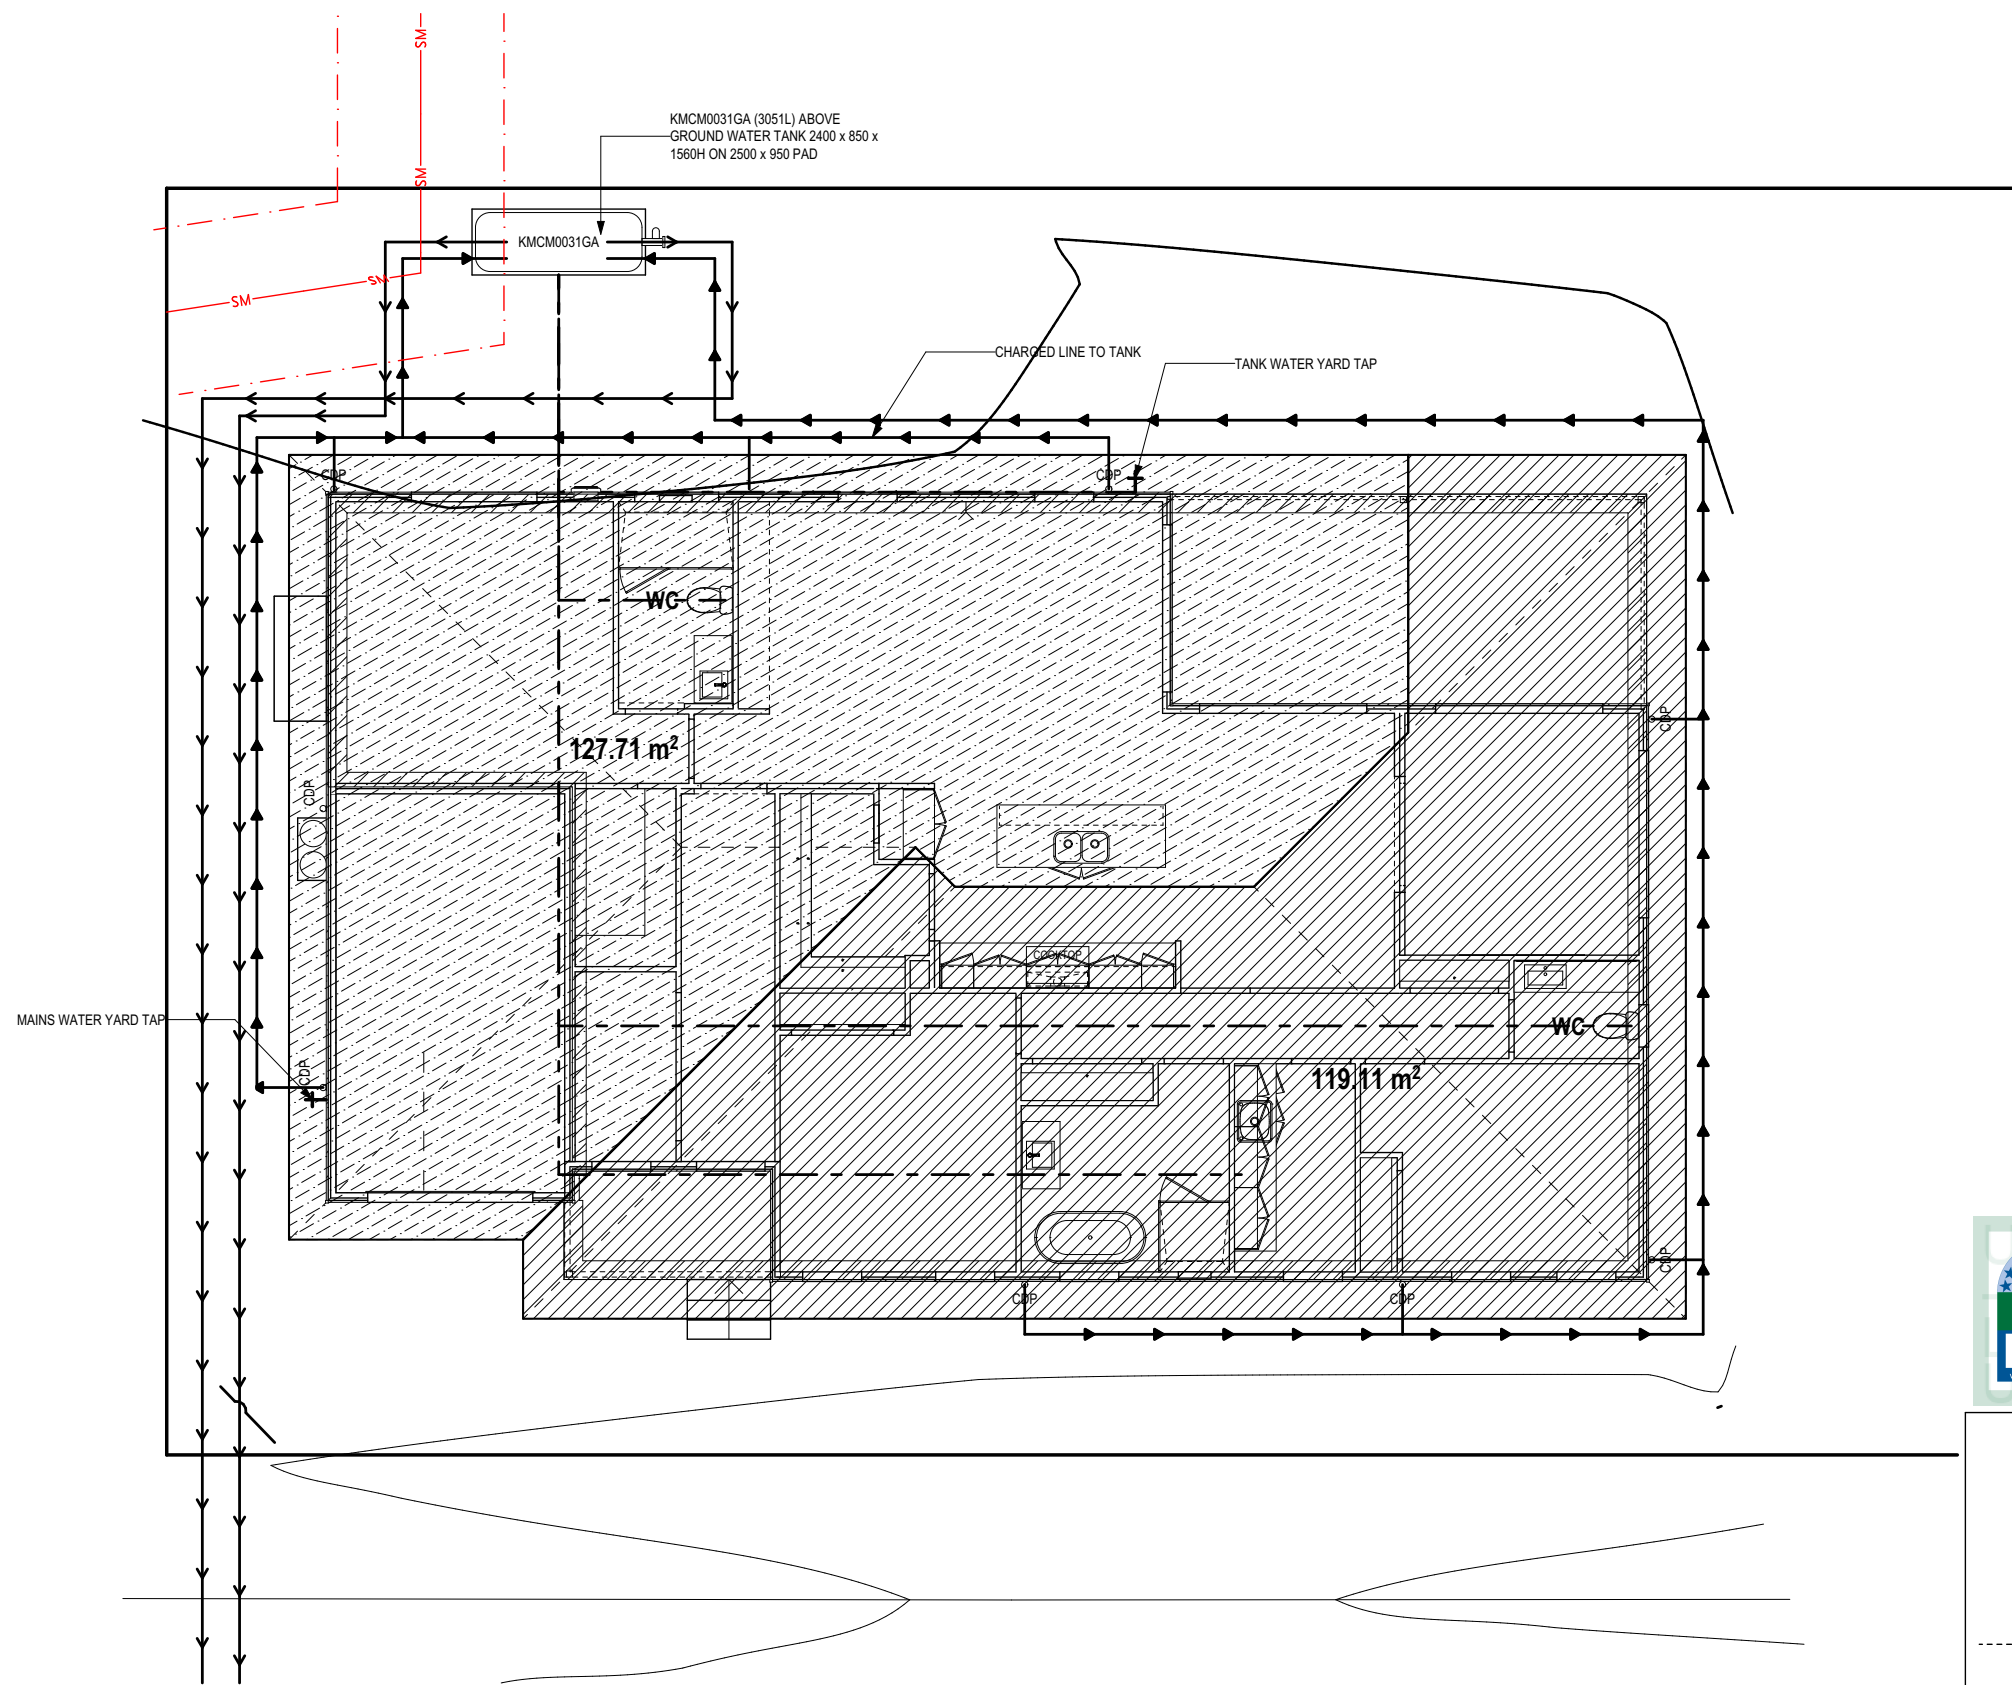 SM
SM
KMCM0031GA (3051L) ABOVE
GROUND WATER TANK 2400 x 850 x
1560H ON 2500 x 950 PAD
KMCM0031GA
SM
SM
CHARGED LINE TO TANK
TANK WATER YARD TAP
CDP
CDP
WC
CDP
127.71 m²
CDP
COOKTOP
MAINS WATER YARD TAP
WC
CDP
119.11 m²
CDP
CDP
CDP